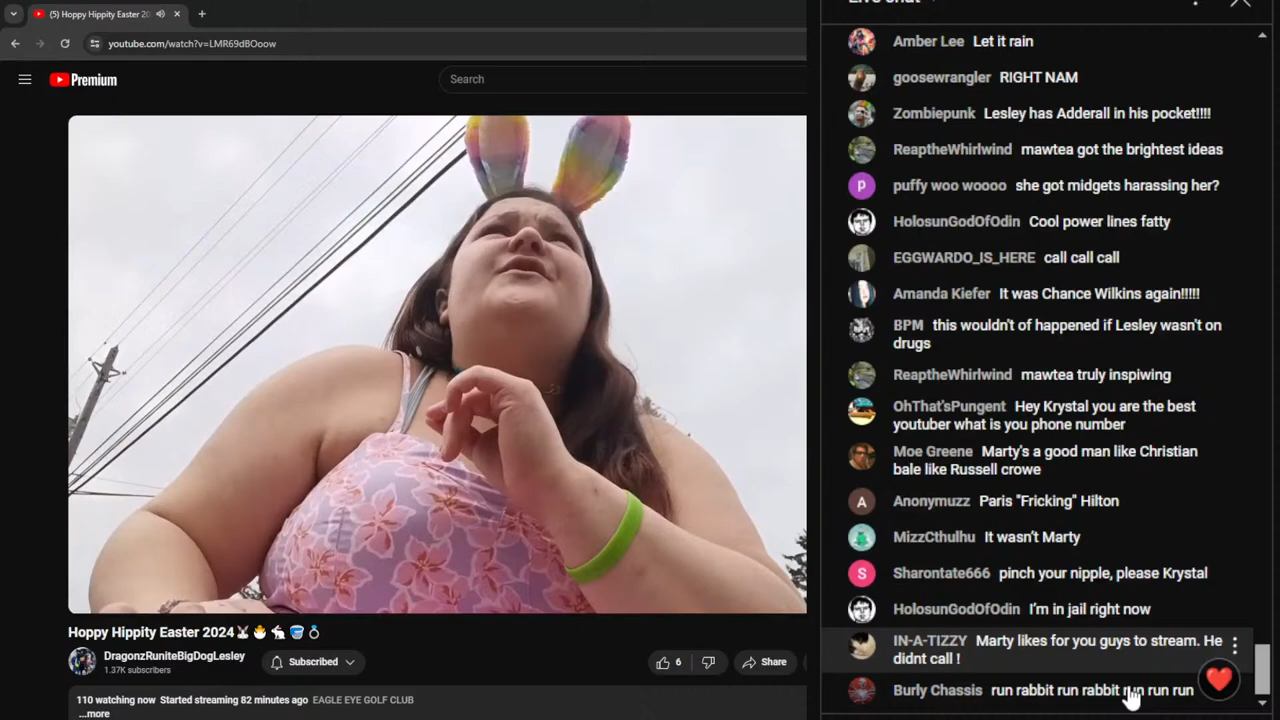 (5) Hoppy Hippity Easter 20
youtube.com/watch?v=LMR69dBOoow
Premium
Search
Hoppy Hippity Easter 2024🐰🐥🐇🪣💍
DragonzRuniteBigDogLesley
1.37K subscribers
Subscribed
6
Share
110 watching now Started streaming 82 minutes ago EAGLE EYE GOLF CLUB
...more
Live chat
Amber Lee Let it rain
goosewrangler RIGHT NAM
Zombiepunk Lesley has Adderall in his pocket!!!!
ReaptheWhirlwind mawtea got the brightest ideas
P puffy woo woooo she got midgets harassing her?
HolosunGodOfOdin Cool power lines fatty
EGGWARDO_IS_HERE call call call
Amanda Kiefer It was Chance Wilkins again!!!!!
BPM this wouldn't of happened if Lesley wasn't on
drugs
ReaptheWhirlwind mawtea truly inspiwing
OhThat'sPungent Hey Krystal you are the best
youtuber what is you phone number
Moe Greene Marty's a good man like Christian
bale like Russell crowe
A Anonymuzz Paris "Fricking" Hilton
MizzCthulhu It wasn't Marty
S Sharontate666 pinch your nipple, please Krystal
HolosunGodOfOdin I'm in jail right now
IN-A-TIZZY Marty likes for you guys to stream. He
didnt call !
Burly Chassis run rabbit run rabbit run run run